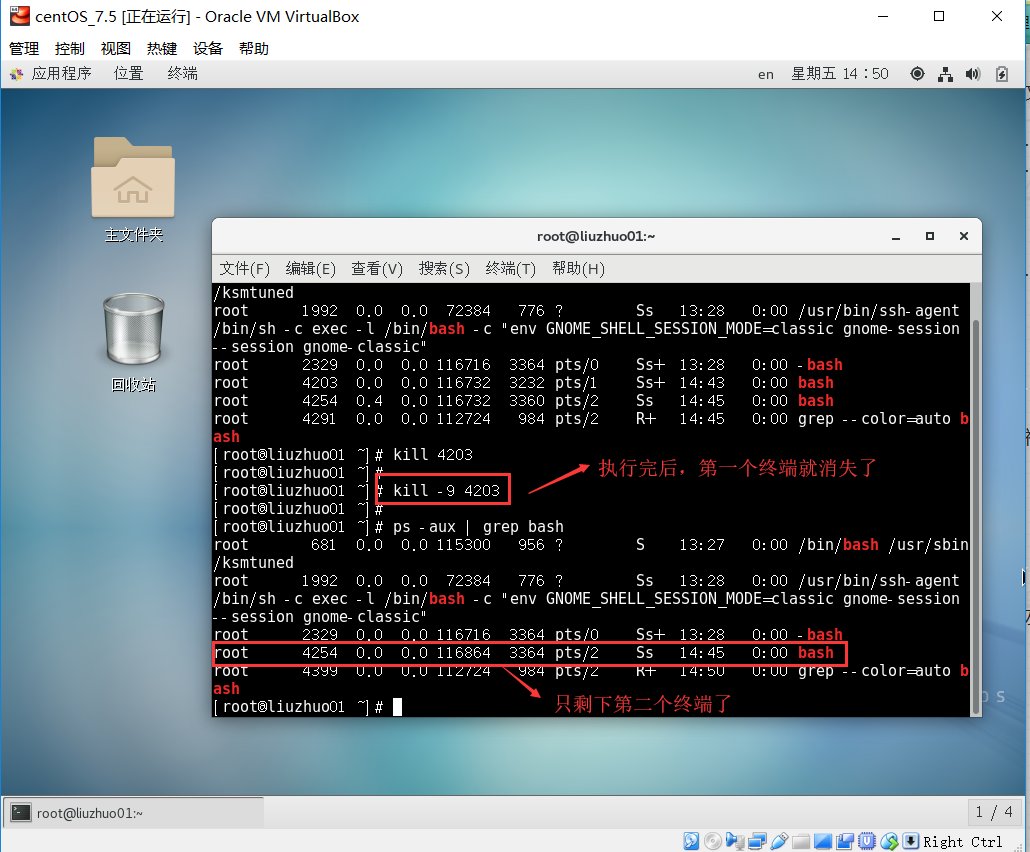 centOS_7.5 [正在运行] - Oracle VM VirtualBox
管理 控制 视图 热键 设备 帮助
应用程序 位置 终端 en 星期五 14：50
主文件夹
回收站
root@liuzhuo01:~
文件(F) 编辑(E) 查看(V) 搜索(S) 终端(T) 帮助(H)
/ksmtuned
root 1992 0.0 0.0 72384 776 ? Ss 13:28 0:00 /usr/bin/ssh-agent
/bin/sh -c exec -l /bin/bash -c "env GNOME_SHELL_SESSION_MODE=classic gnome-session
--session gnome-classic"
root 2329 0.0 0.0 116716 3364 pts/0 Ss+ 13:28 0:00 -bash
root 4203 0.0 0.0 116732 3232 pts/1 Ss+ 14:43 0:00 bash
root 4254 0.4 0.0 116732 3360 pts/2 Ss 14:45 0:00 bash
root 4291 0.0 0.0 112724 984 pts/2 R+ 14:45 0:00 grep --color=auto b
ash
[root@liuzhuo01 ~]# kill 4203
[root@liuzhuo01 ~]#
[root@liuzhuo01 ~]# kill -9 4203
执行完后，第一个终端就消失了
[root@liuzhuo01 ~]#
[root@liuzhuo01 ~]# ps -aux | grep bash
root 681 0.0 0.0 115300 956 ? S 13:27 0:00 /bin/bash /usr/sbin
/ksmtuned
root 1992 0.0 0.0 72384 776 ? Ss 13:28 0:00 /usr/bin/ssh-agent
/bin/sh -c exec -l /bin/bash -c "env GNOME_SHELL_SESSION_MODE=classic gnome-session
--session gnome-classic"
root 2329 0.0 0.0 116716 3364 pts/0 Ss+ 13:28 0:00 -bash
root 4254 0.0 0.0 116864 3364 pts/2 Ss 14:45 0:00 bash
root 4399 0.0 0.0 112724 984 pts/2 R+ 14:50 0:00 grep --color=auto b
ash
[root@liuzhuo01 ~]#
只剩下第二个终端了
root@liuzhuo01:~ 1 / 4
Right Ctrl